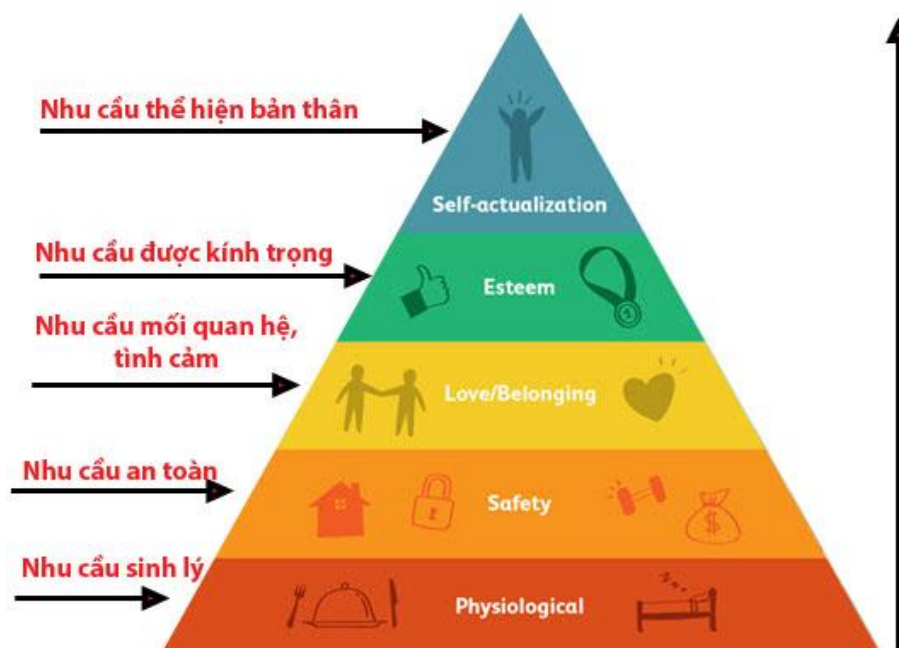 Nhu cầu thể hiện bản thân
Self-actualization
Nhu cầu được kính trọng
Esteem
Nhu cầu mối quan hệ,
tình cảm
Love/Belonging
Nhu cầu an toàn
Safety
$
Nhu cầu sinh lý
Physiological